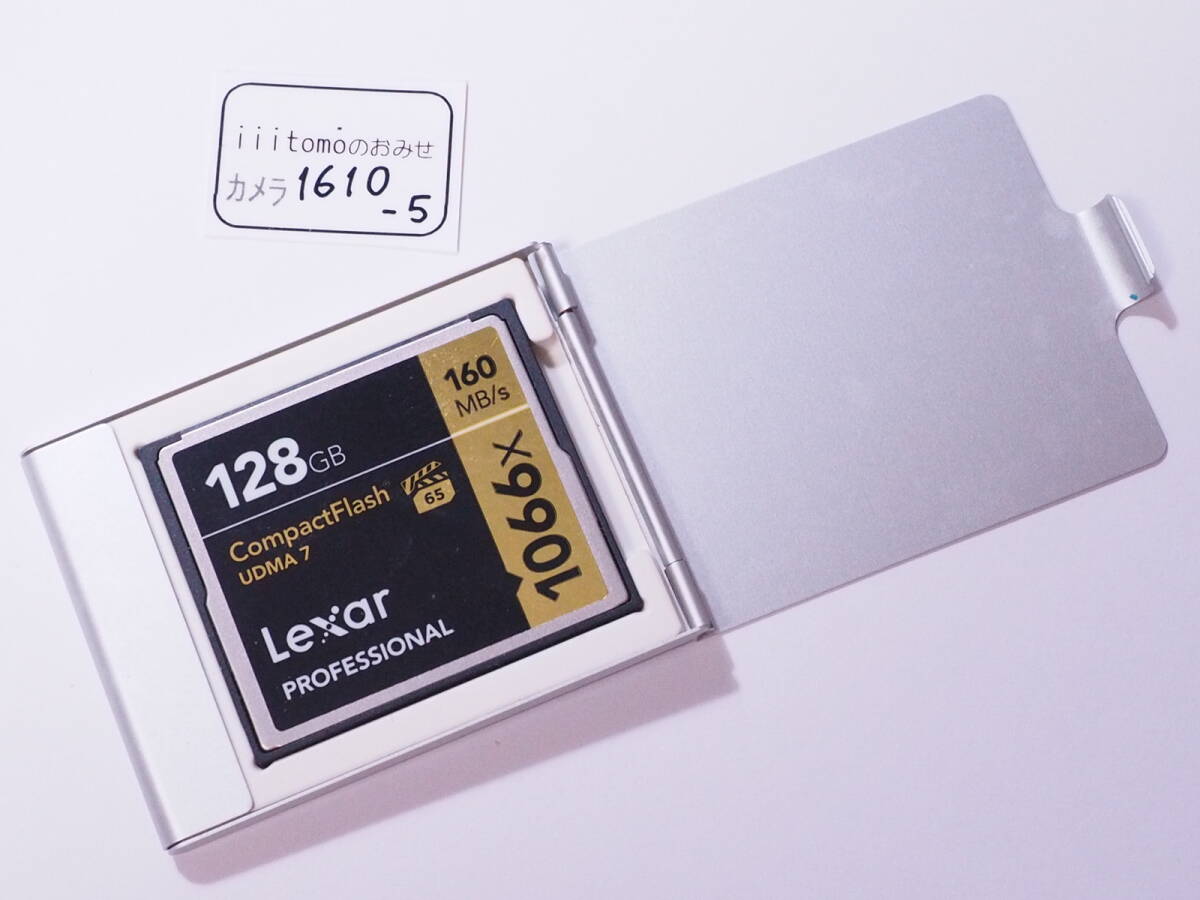 iiitomoのおみせ
カメラ1610
-5
160
MB/s
128GB
1066x
CompactFlash
65
UDMA 7
Lexar
PROFESSIONAL